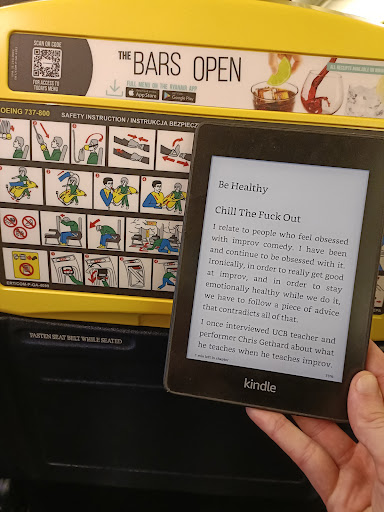 SCAN QR CODE
FOR ACCESS TO
TODAYS MENU
THE BARS OPEN
FULL MENU ON THE RYANAIR APP
App Store
Google Play
BOEING 737-800
SAFETY INSTRUCTION / INSTRUKCJA BEZPIECZ
FASTEN SEAT BELT WHILE SEATED
Be Healthy
Chill The Fuck Out
I relate to people who feel obsessed
with improv comedy. I have been
and continue to be obsessed with it.
Ironically, in order to really get good
at improv, and in order to stay
emotionally healthy while we do it,
we have to follow a piece of advice
that contradicts all of that.
I once interviewed UCB teacher and
performer Chris Gethard about what
he teaches when he teaches improv.
kindle